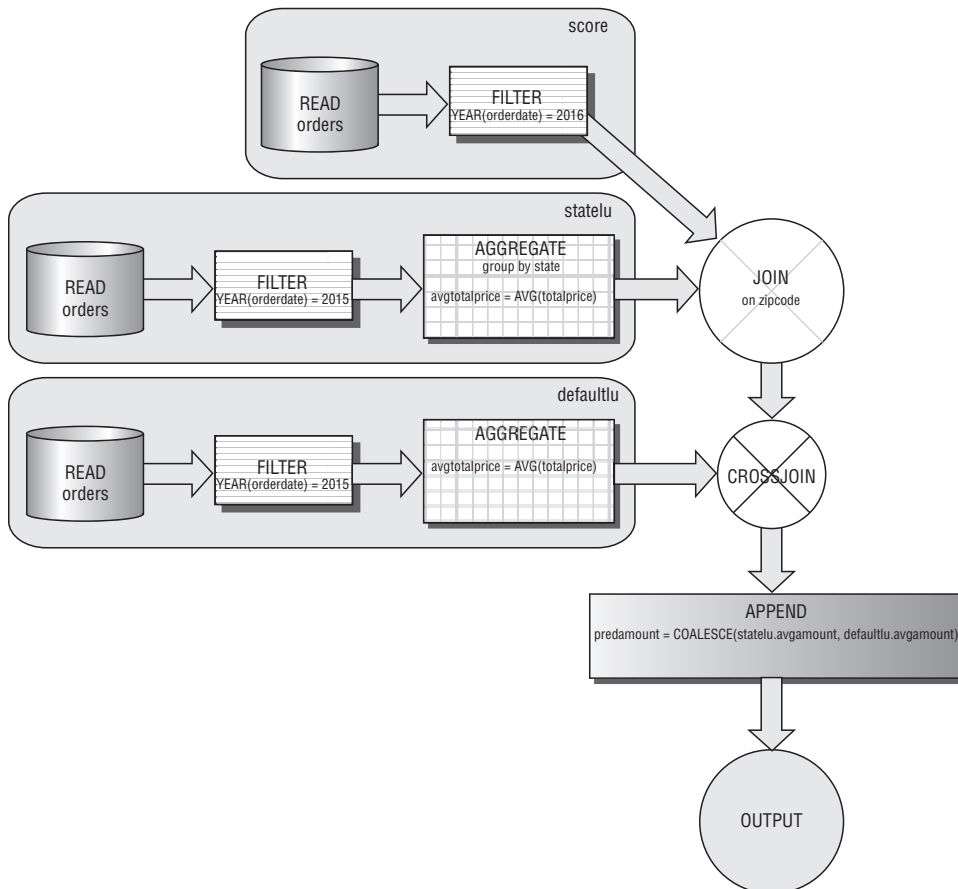 score
READ
orders
FILTER
YEAR(orderdate) = 2016
statelu
READ
orders
FILTER
YEAR(orderdate) = 2015
AGGREGATE
group by state
avgtotalprice = AVG(totalprice)
JOIN
on zipcode
defaultlu
READ
orders
FILTER
YEAR(orderdate) = 2015
AGGREGATE
avgtotalprice = AVG(totalprice)
CROSSJOIN
APPEND
predamount = COALESCE(statelu.avgamount, defaultlu.avgamount)
OUTPUT